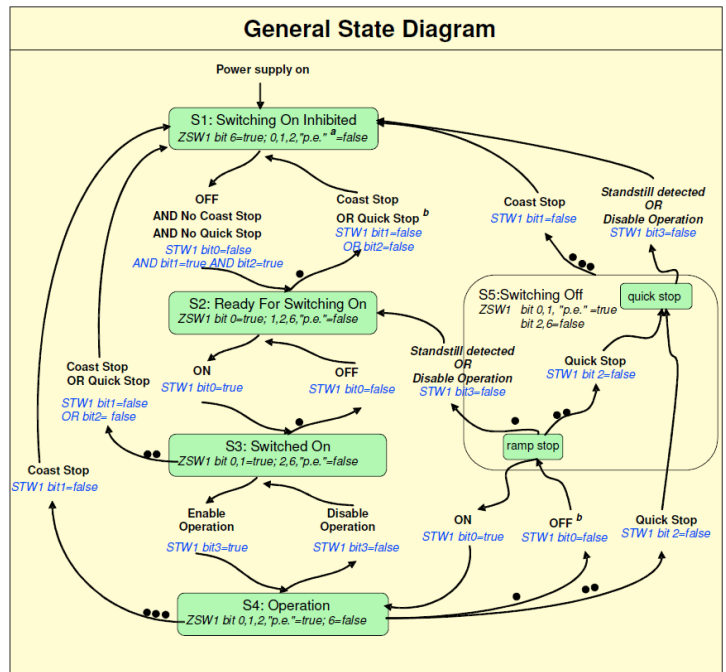 General State Diagram
Power supply on
S1: Switching On Inhibited
ZSW1 bit 6=true; 0,1,2,"p.e." a =false
OFF
AND No Coast Stop
AND No Quick Stop
STW1 bit0=false
AND bit1=true AND bit2=true
Coast Stop
OR Quick Stop b
STW1 bit1=false
OR bit2=false
Coast Stop
STW1 bit1=false
Standstill detected
OR
Disable Operation
STW1 bit3=false
S2: Ready For Switching On
ZSW1 bit 0=true; 1,2,6,"p.e."=false
S5:Switching Off
ZSW1 bit 0,1, "p.e." =true
bit 2,6=false
quick stop
ON
STW1 bit0=true
OFF
STW1 bit0=false
Standstill detected
OR
Disable Operation
STW1 bit3=false
Quick Stop
STW1 bit 2=false
Coast Stop
OR Quick Stop
STW1 bit1=false
OR bit2= false
S3: Switched On
ZSW1 bit 0,1=true; 2,6,"p.e."=false
ramp stop
Coast Stop
STW1 bit1=false
Enable
Operation
STW1 bit3=true
Disable
Operation
STW1 bit3=false
ON
STW1 bit0=true
OFF b
STW1 bit0=false
Quick Stop
STW1 bit 2=false
S4: Operation
ZSW1 bit 0,1,2,"p.e."=true; 6=false